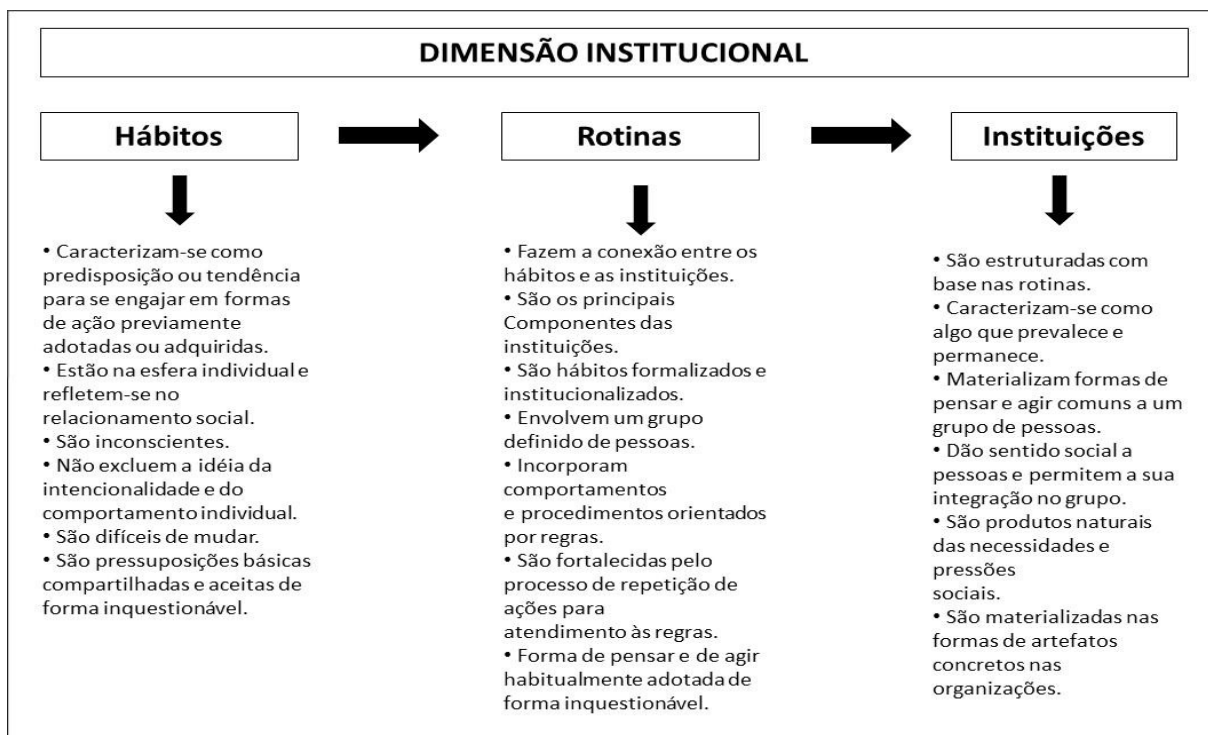 DIMENSÃO INSTITUCIONAL
Hábitos
Rotinas
Instituições
• Caracterizam-se como
predisposição ou tendência
para se engajar em formas
de ação previamente
adotadas ou adquiridas.
• Estão na esfera individual e
refletem-se no
relacionamento social.
• São inconscientes.
• Não excluem a idéia da
intencionalidade e do
comportamento individual.
• São difíceis de mudar.
• São pressuposições básicas
compartilhadas e aceitas de
forma inquestionável.
• Fazem a conexão entre os
hábitos e as instituições.
• São os principais
Componentes das
instituições.
• São hábitos formalizados e
institucionalizados.
• Envolvem um grupo
definido de pessoas.
• Incorporam
comportamentos
e procedimentos orientados
por regras.
• São fortalecidas pelo
processo de repetição de
ações para
atendimento às regras.
• Forma de pensar e de agir
habitualmente adotada de
forma inquestionável.
• São estruturadas com
base nas rotinas.
• Caracterizam-se como
algo que prevalece e
permanece.
• Materializam formas de
pensar e agir comuns a um
grupo de pessoas.
• Dão sentido social a
pessoas e permitem a sua
integração no grupo.
• São produtos naturais
das necessidades e
pressões
sociais.
• São materializadas nas
formas de artefatos
concretos nas
organizações.